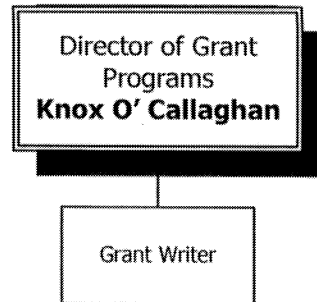 Director of Grant
Programs
Knox O' Callaghan
Grant Writer